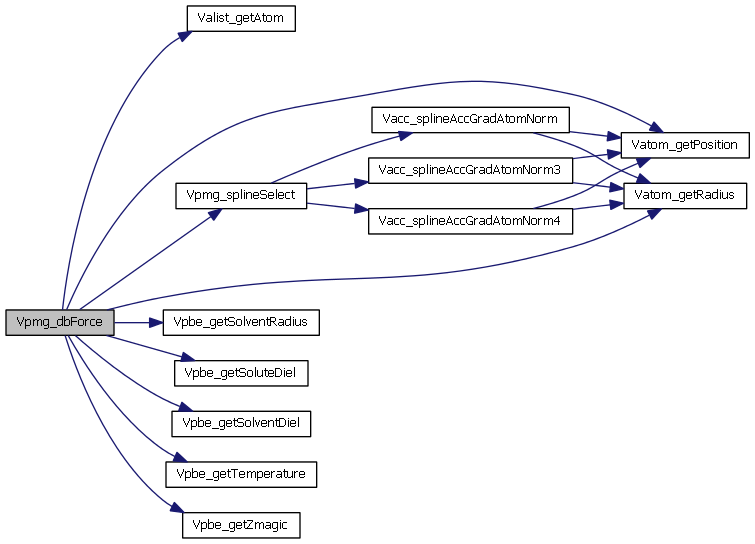 Valist_getAtom
Vacc_splineAccGradAtomNorm
Vatom_getPosition
Vacc_splineAccGradAtomNorm3
Vpmg_splineSelect
Vatom_getRadius
Vacc_splineAccGradAtomNorm4
Vpmg_dbForce
Vpbe_getSolventRadius
Vpbe_getSoluteDiel
Vpbe_getSolventDiel
Vpbe_getTemperature
Vpbe_getZmagic